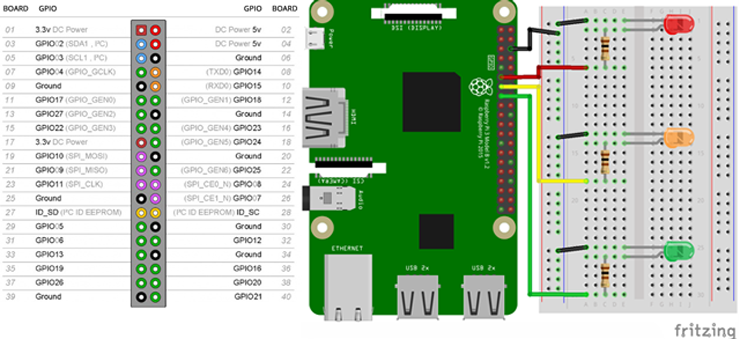 BOARD GPIO GPIO BOARD
01 3.3v DC Power DC Power 5v 02
03 GPIO02 (SDA1 , I²C) DC Power 5v 04
05 GPIO03 (SCL1 , I²C) Ground 06
07 GPIO04 (GPIO_GCLK) (TXD0) GPIO14 08
09 Ground (RXD0) GPIO15 10
11 GPIO17 (GPIO_GEN0) (GPIO_GEN1) GPIO18 12
13 GPIO27 (GPIO_GEN2) Ground 14
15 GPIO22 (GPIO_GEN3) (GPIO_GEN4) GPIO23 16
17 3.3v DC Power (GPIO_GEN5) GPIO24 18
19 GPIO10 (SPI_MOSI) Ground 20
21 GPIO09 (SPI_MISO) (GPIO_GEN6) GPIO25 22
23 GPIO11 (SPI_CLK) (SPI_CE0_N) GPIO08 24
25 Ground (SPI_CE1_N) GPIO07 26
27 ID_SD (I²C ID EEPROM) (I²C ID EEPROM) ID_SC 28
29 GPIO05 Ground 30
31 GPIO06 GPIO12 32
33 GPIO13 Ground 34
35 GPIO19 GPIO16 36
37 GPIO26 GPIO20 38
39 Ground GPIO21 40
DSI (DISPLAY)
Power
GPIO
HDMI
Raspberry Pi 3 Model B v1.2
© Raspberry Pi 2015
CSI (CAMERA)
Audio
ETHERNET
USB 2x
USB 2x
fritzing